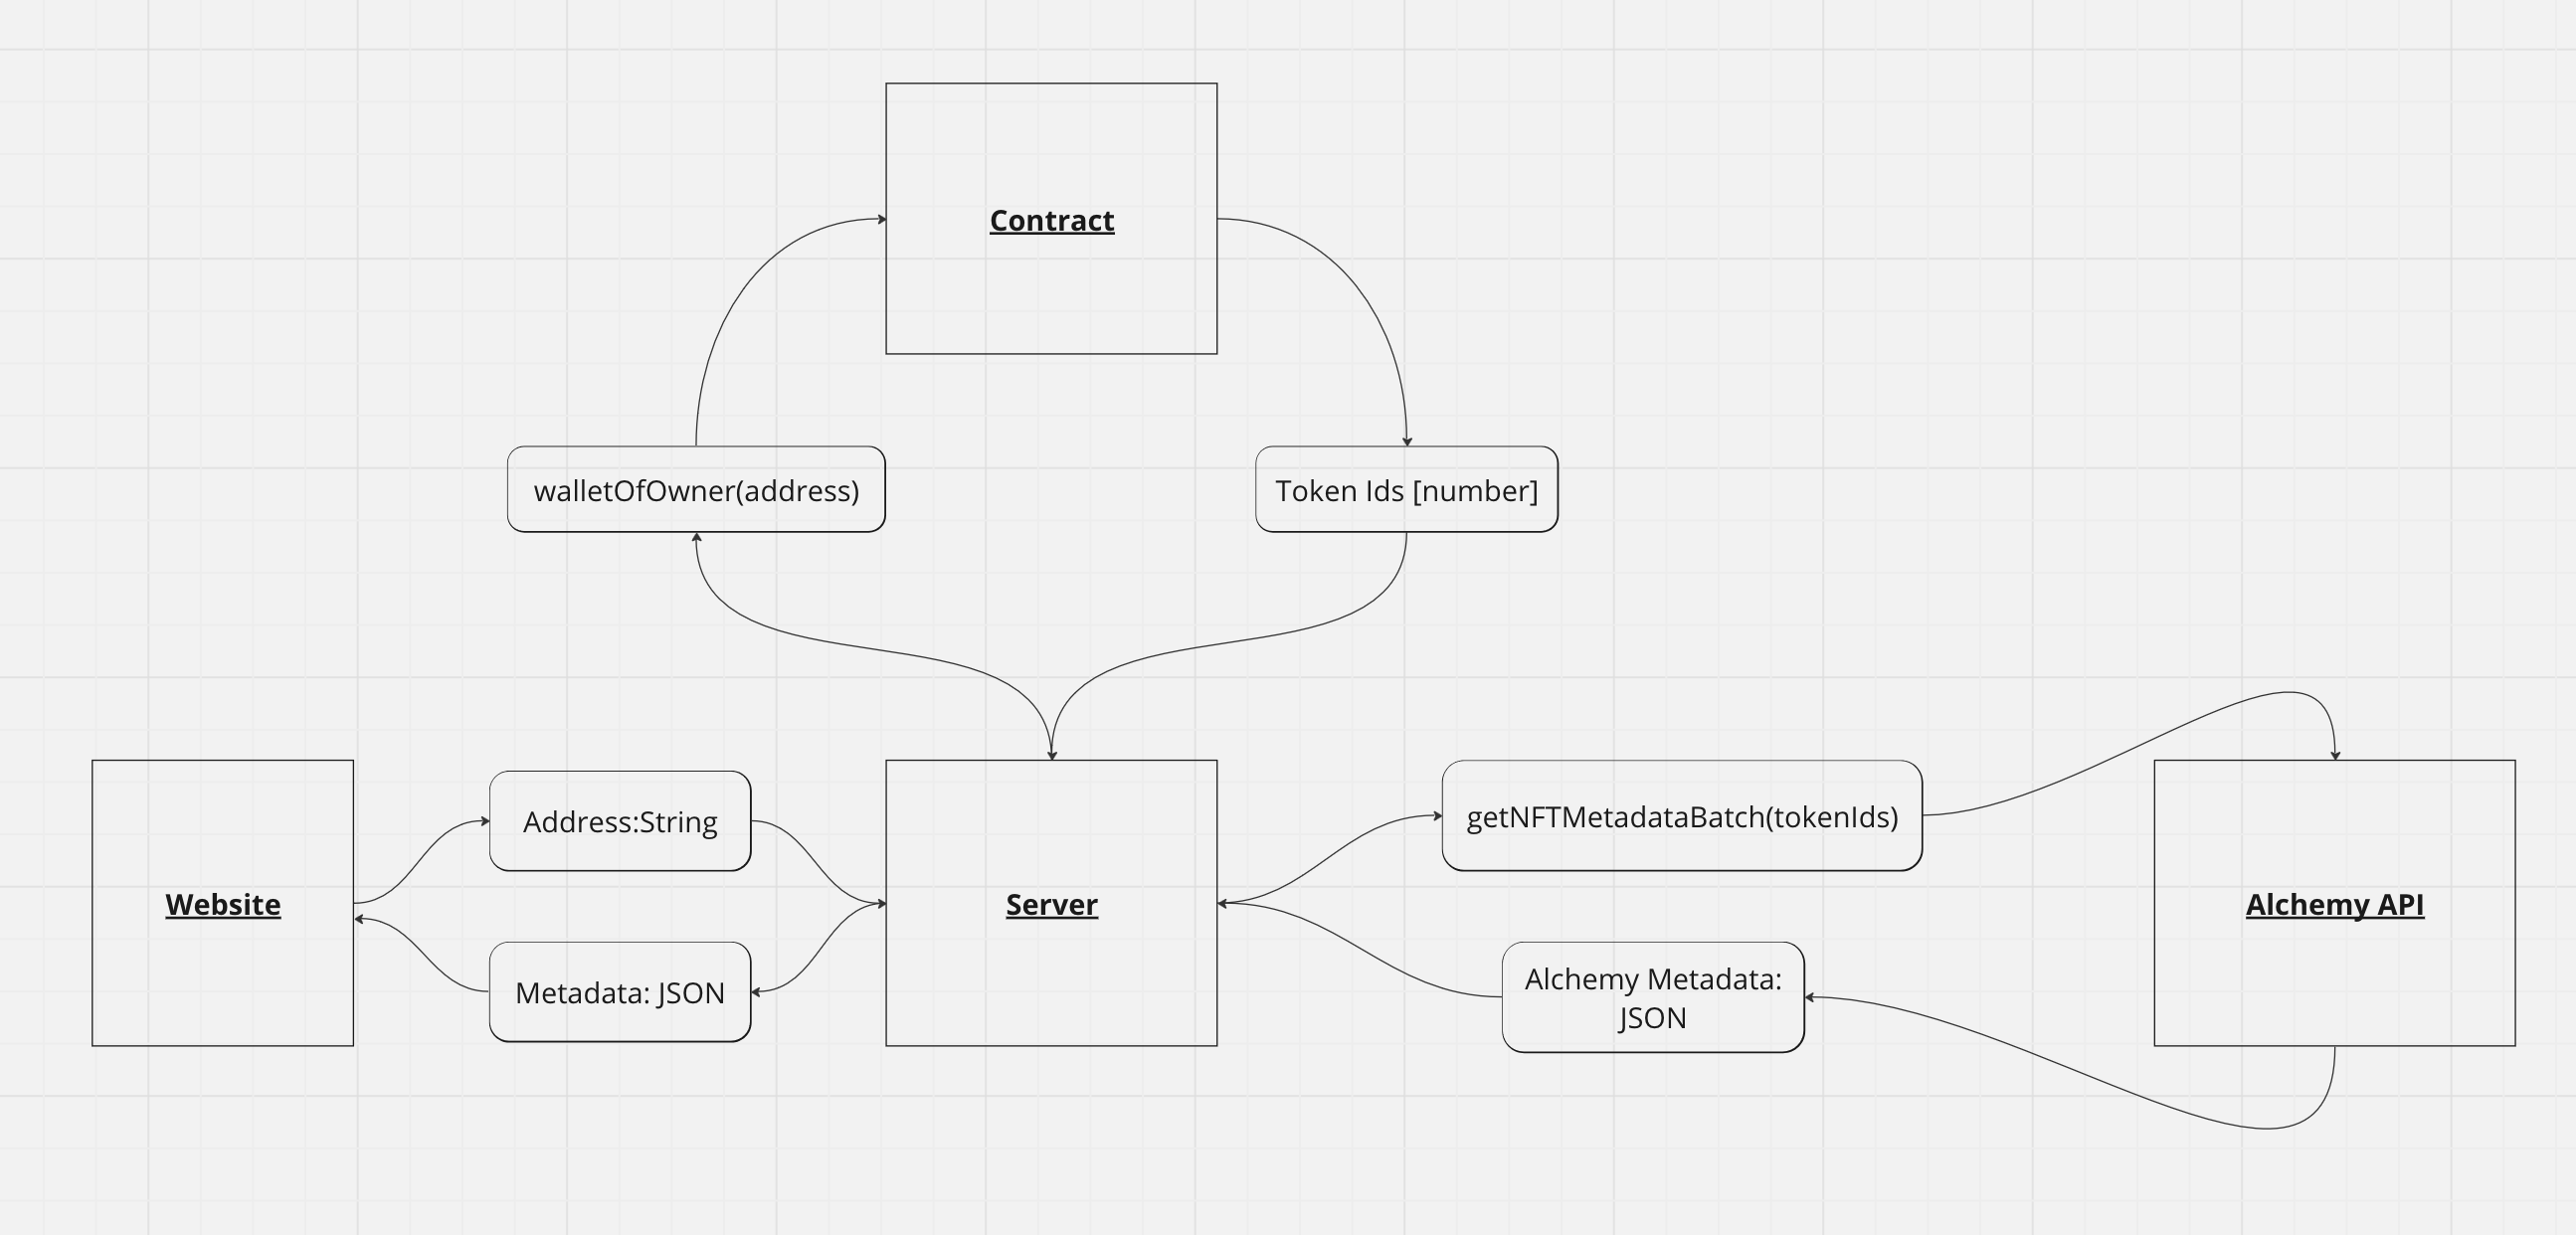 Contract
walletOfOwner(address)
Token Ids [number]
Website
Address:String
Metadata: JSON
Server
getNFTMetadataBatch(tokenIds)
Alchemy Metadata:
JSON
Alchemy API